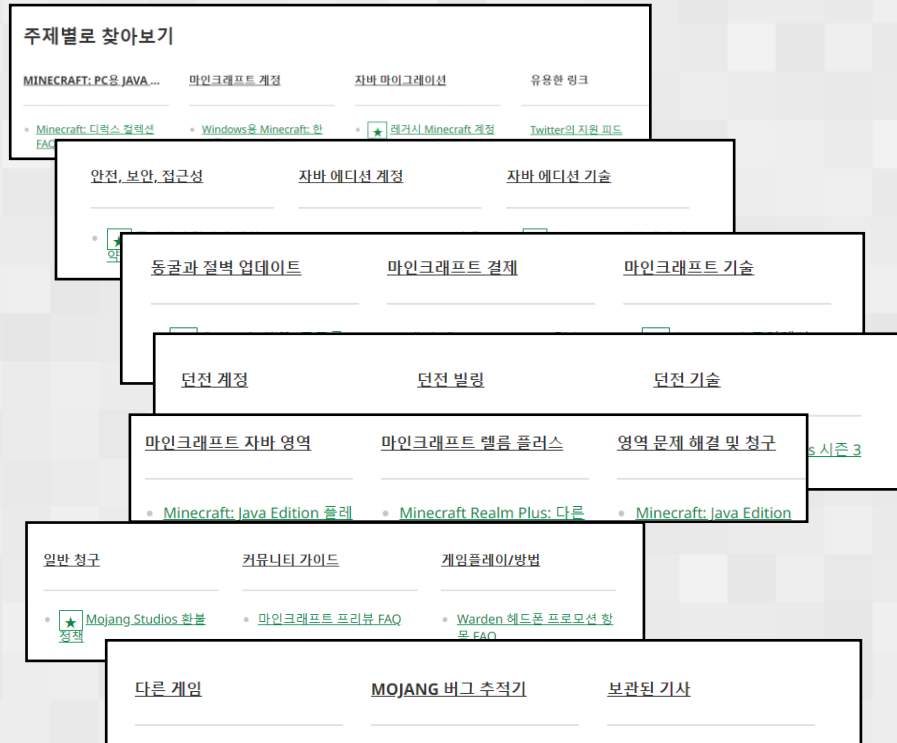 주제별로 찾아보기
MINECRAFT: PC용 JAVA ... 마인크래프트 계정 자바 마이그레이션 유용한 링크
Minecraft: 디럭스 컬렉션 Windows용 Minecraft: 한 레거시 Minecraft 계정 Twitter의 지원 피드
FAQ
안전, 보안, 접근성 자바 에디션 계정 자바 에디션 기술
약
동굴과 절벽 업데이트 마인크래프트 결제 마인크래프트 기술
던전 계정 던전 빌링 던전 기술
s 시즌 3
마인크래프트 자바 영역 마인크래프트 렐름 플러스 영역 문제 해결 및 청구
Minecraft: Java Edition 플레 Minecraft Realm Plus: 다른 Minecraft: Java Edition
일반 청구 커뮤니티 가이드 게임플레이/방법
Mojang Studios 환불 마인크래프트 프리뷰 FAQ Warden 헤드폰 프로모션 항
정책 목 FAQ
다른 게임 MOJANG 버그 추적기 보관된 기사